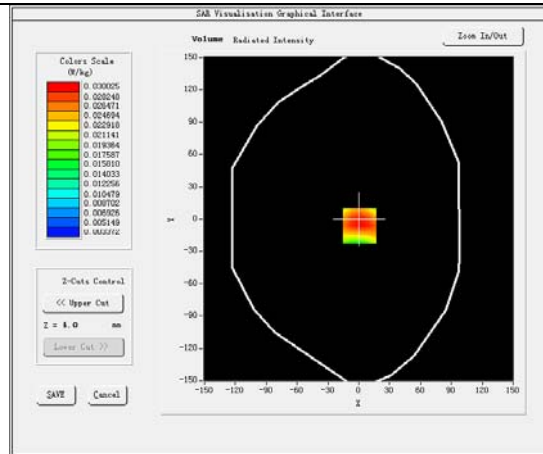 SAR Visualisation Graphical Interface
Volume Radiated Intensity
Zoom In/Out
Colors Scale
(W/kg)
0.030025
0.028248
0.026471
0.024694
0.022918
0.021141
0.019364
0.017587
0.015810
0.014033
0.012256
0.010479
0.008702
0.006926
0.005149
0.003372
Z-Cuts Control
<< Upper Cut
Z = 4.0 mm
Lower Cut >>
SAVE Cancel
150
120
90
60
30
0
-30
-60
-90
-120
-150
Y
-150 -120 -90 -60 -30 0 30 60 90 120 150
X